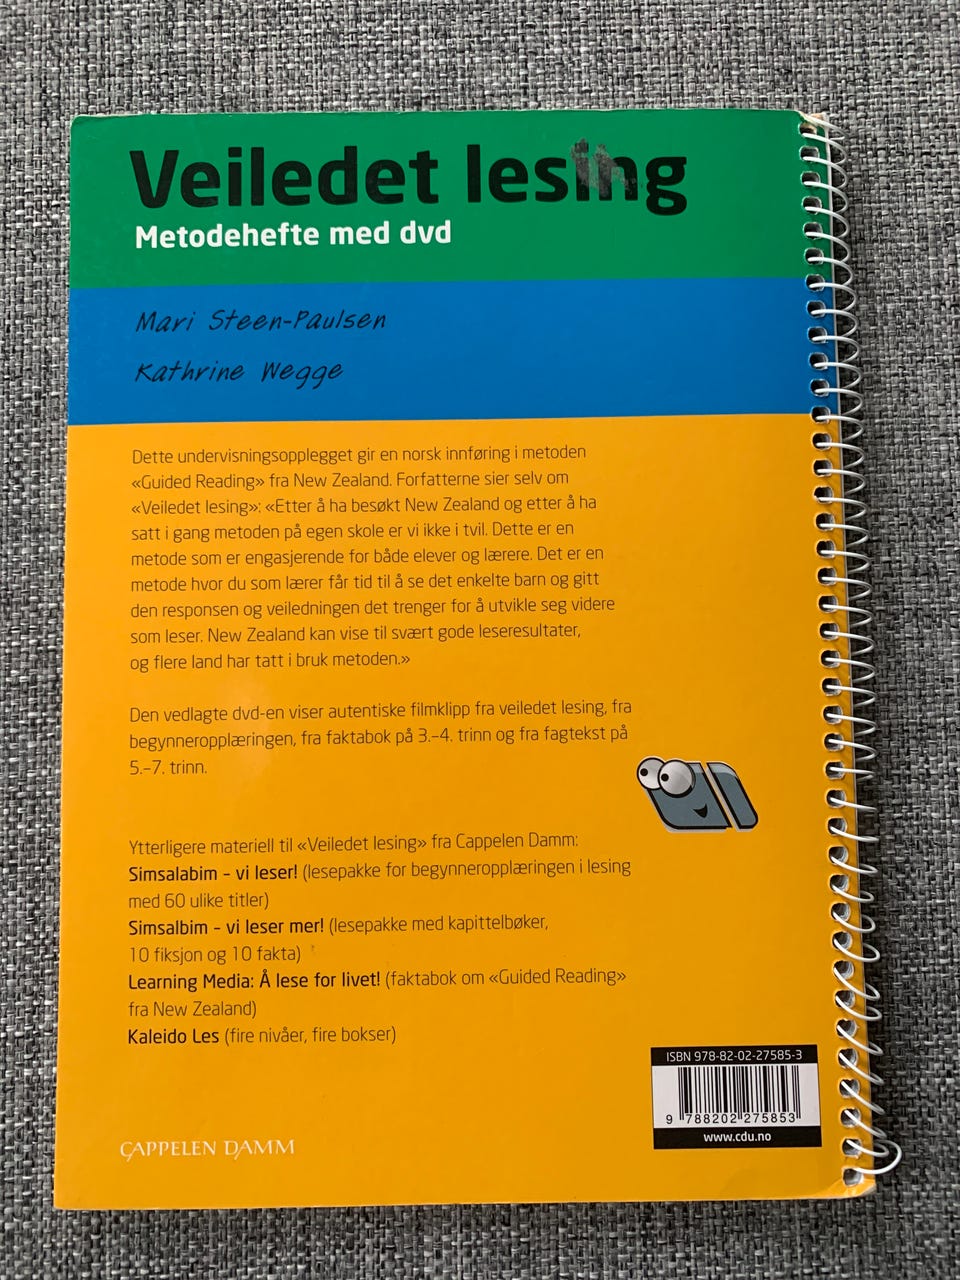 Veiledet lesing
Metodehefte med dvd
Mari Steen-Paulsen
Kathrine Wegge
Dette undervisningsopplegget gir en norsk innføring i metoden
«Guided Reading» fra New Zealand. Forfatterne sier selv om
«Veiledet lesing»: «Etter å ha besøkt New Zealand og etter å ha
satt i gang metoden på egen skole er vi ikke i tvil. Dette er en
metode som er engasjerende for både elever og lærere. Det er en
metode hvor du som lærer får tid til å se det enkelte barn og gitt
den responsen og veiledningen det trenger for å utvikle seg videre
som leser. New Zealand kan vise til svært gode leseresultater,
og flere land har tatt i bruk metoden.»
Den vedlagte dvd-en viser autentiske filmklipp fra veiledet lesing, fra
begynneropplæringen, fra faktabok på 3.–4. trinn og fra fagtekst på
5.–7. trinn.
Ytterligere materiell til «Veiledet lesing» fra Cappelen Damm:
Simsalabim – vi leser! (lesepakke for begynneropplæringen i lesing
med 60 ulike titler)
Simsalbim – vi leser mer! (lesepakke med kapittelbøker,
10 fiksjon og 10 fakta)
Learning Media: Å lese for livet! (faktabok om «Guided Reading»
fra New Zealand)
Kaleido Les (fire nivåer, fire bokser)
ISBN 978-82-02-27585-3
9 788202 275853
www.cdu.no
CAPPELEN DAMM